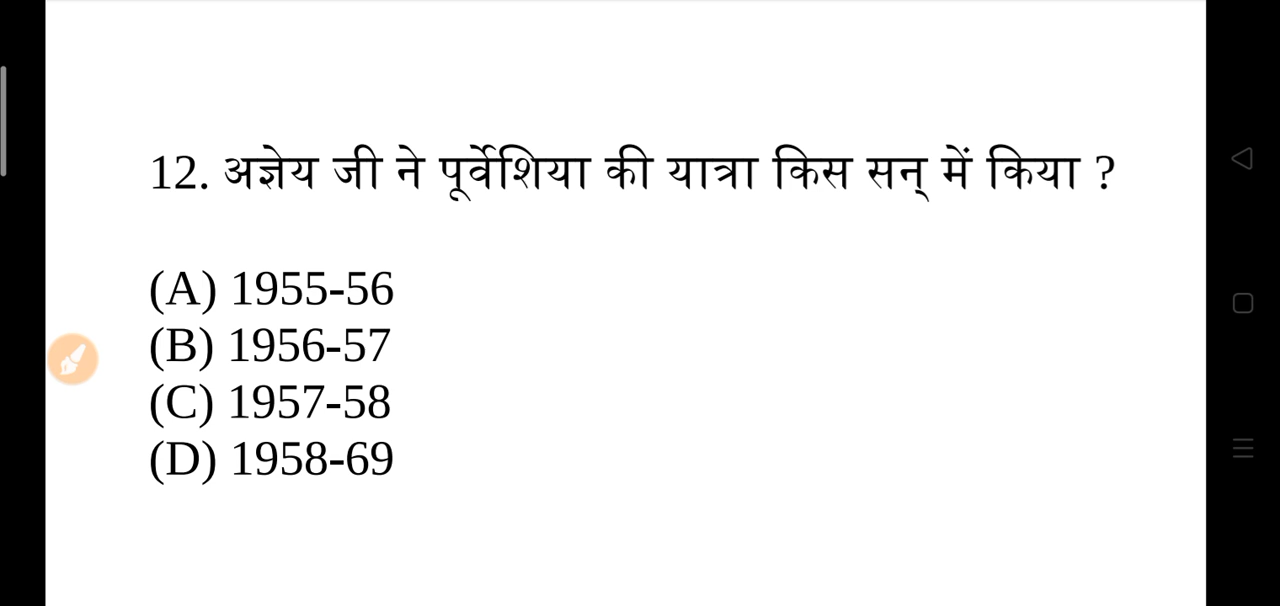 12. अज्ञेय जी ने पूर्वेशिया की यात्रा किस सन् में किया ?
(A) 1955-56
(B) 1956-57
(C) 1957-58
(D) 1958-69